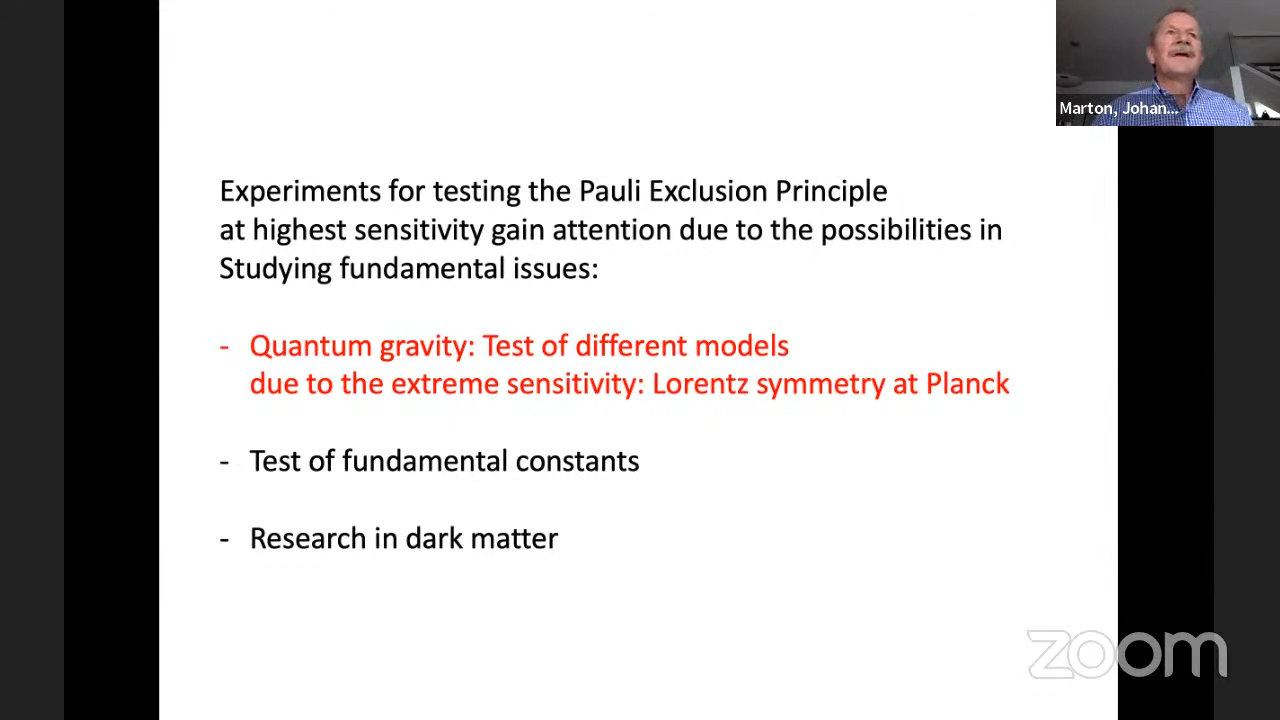 Marton, Johan...
Experiments for testing the Pauli Exclusion Principle
at highest sensitivity gain attention due to the possibilities in
Studying fundamental issues:
- Quantum gravity: Test of different models
due to the extreme sensitivity: Lorentz symmetry at Planck
- Test of fundamental constants
- Research in dark matter
zoom